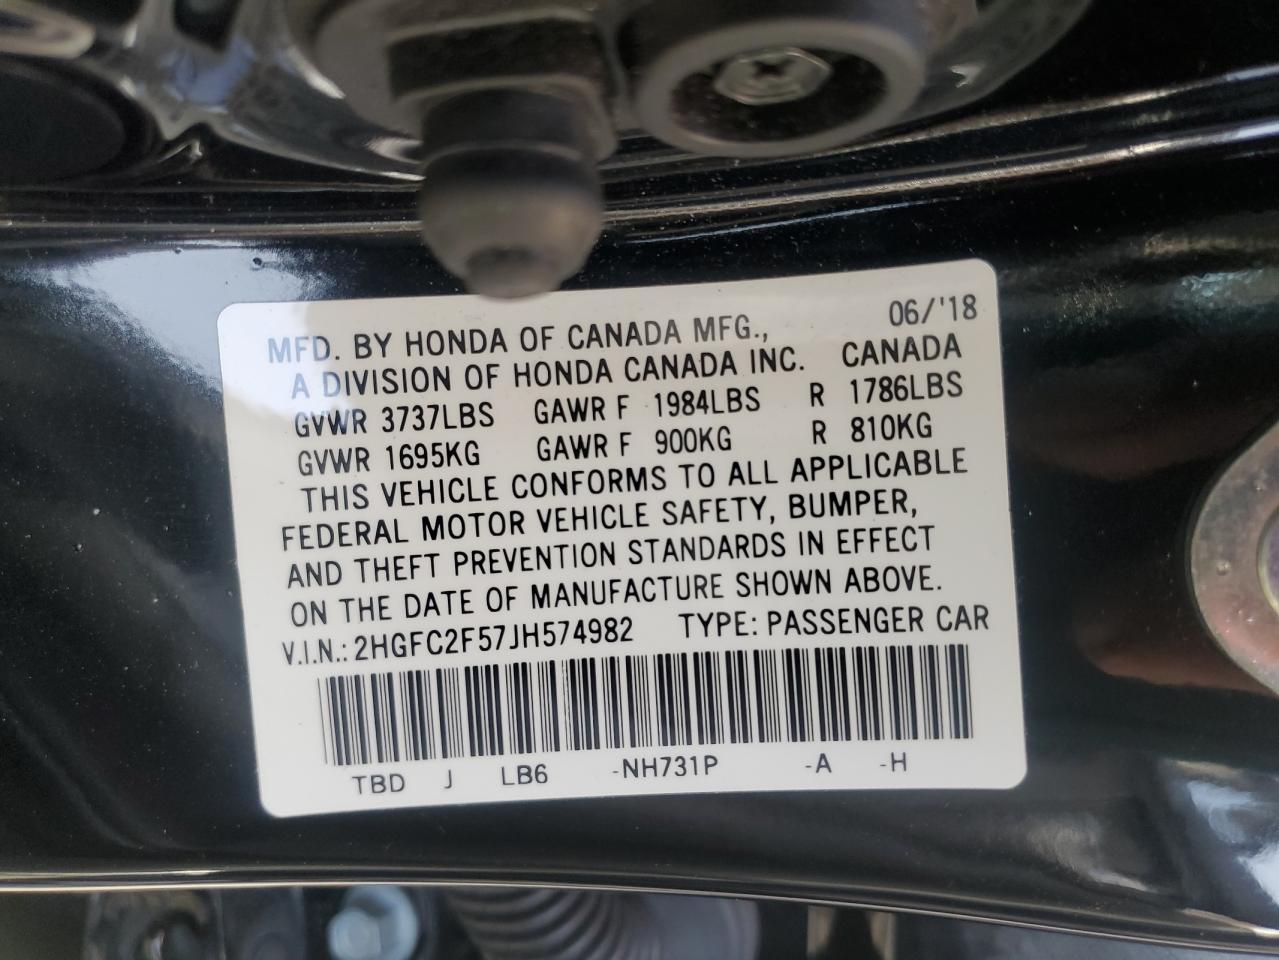 06/'18
MFD. BY HONDA OF CANADA MFG.,
A DIVISION OF HONDA CANADA INC. CANADA
GVWR 3737LBS GAWR F 1984LBS R 1786LBS
GVWR 1695KG GAWR F 900KG R 810KG
THIS VEHICLE CONFORMS TO ALL APPLICABLE
FEDERAL MOTOR VEHICLE SAFETY, BUMPER,
AND THEFT PREVENTION STANDARDS IN EFFECT
ON THE DATE OF MANUFACTURE SHOWN ABOVE.
V.I.N.: 2HGFC2F57JH574982 TYPE: PASSENGER CAR
TBD J LB6 -NH731P -A -H